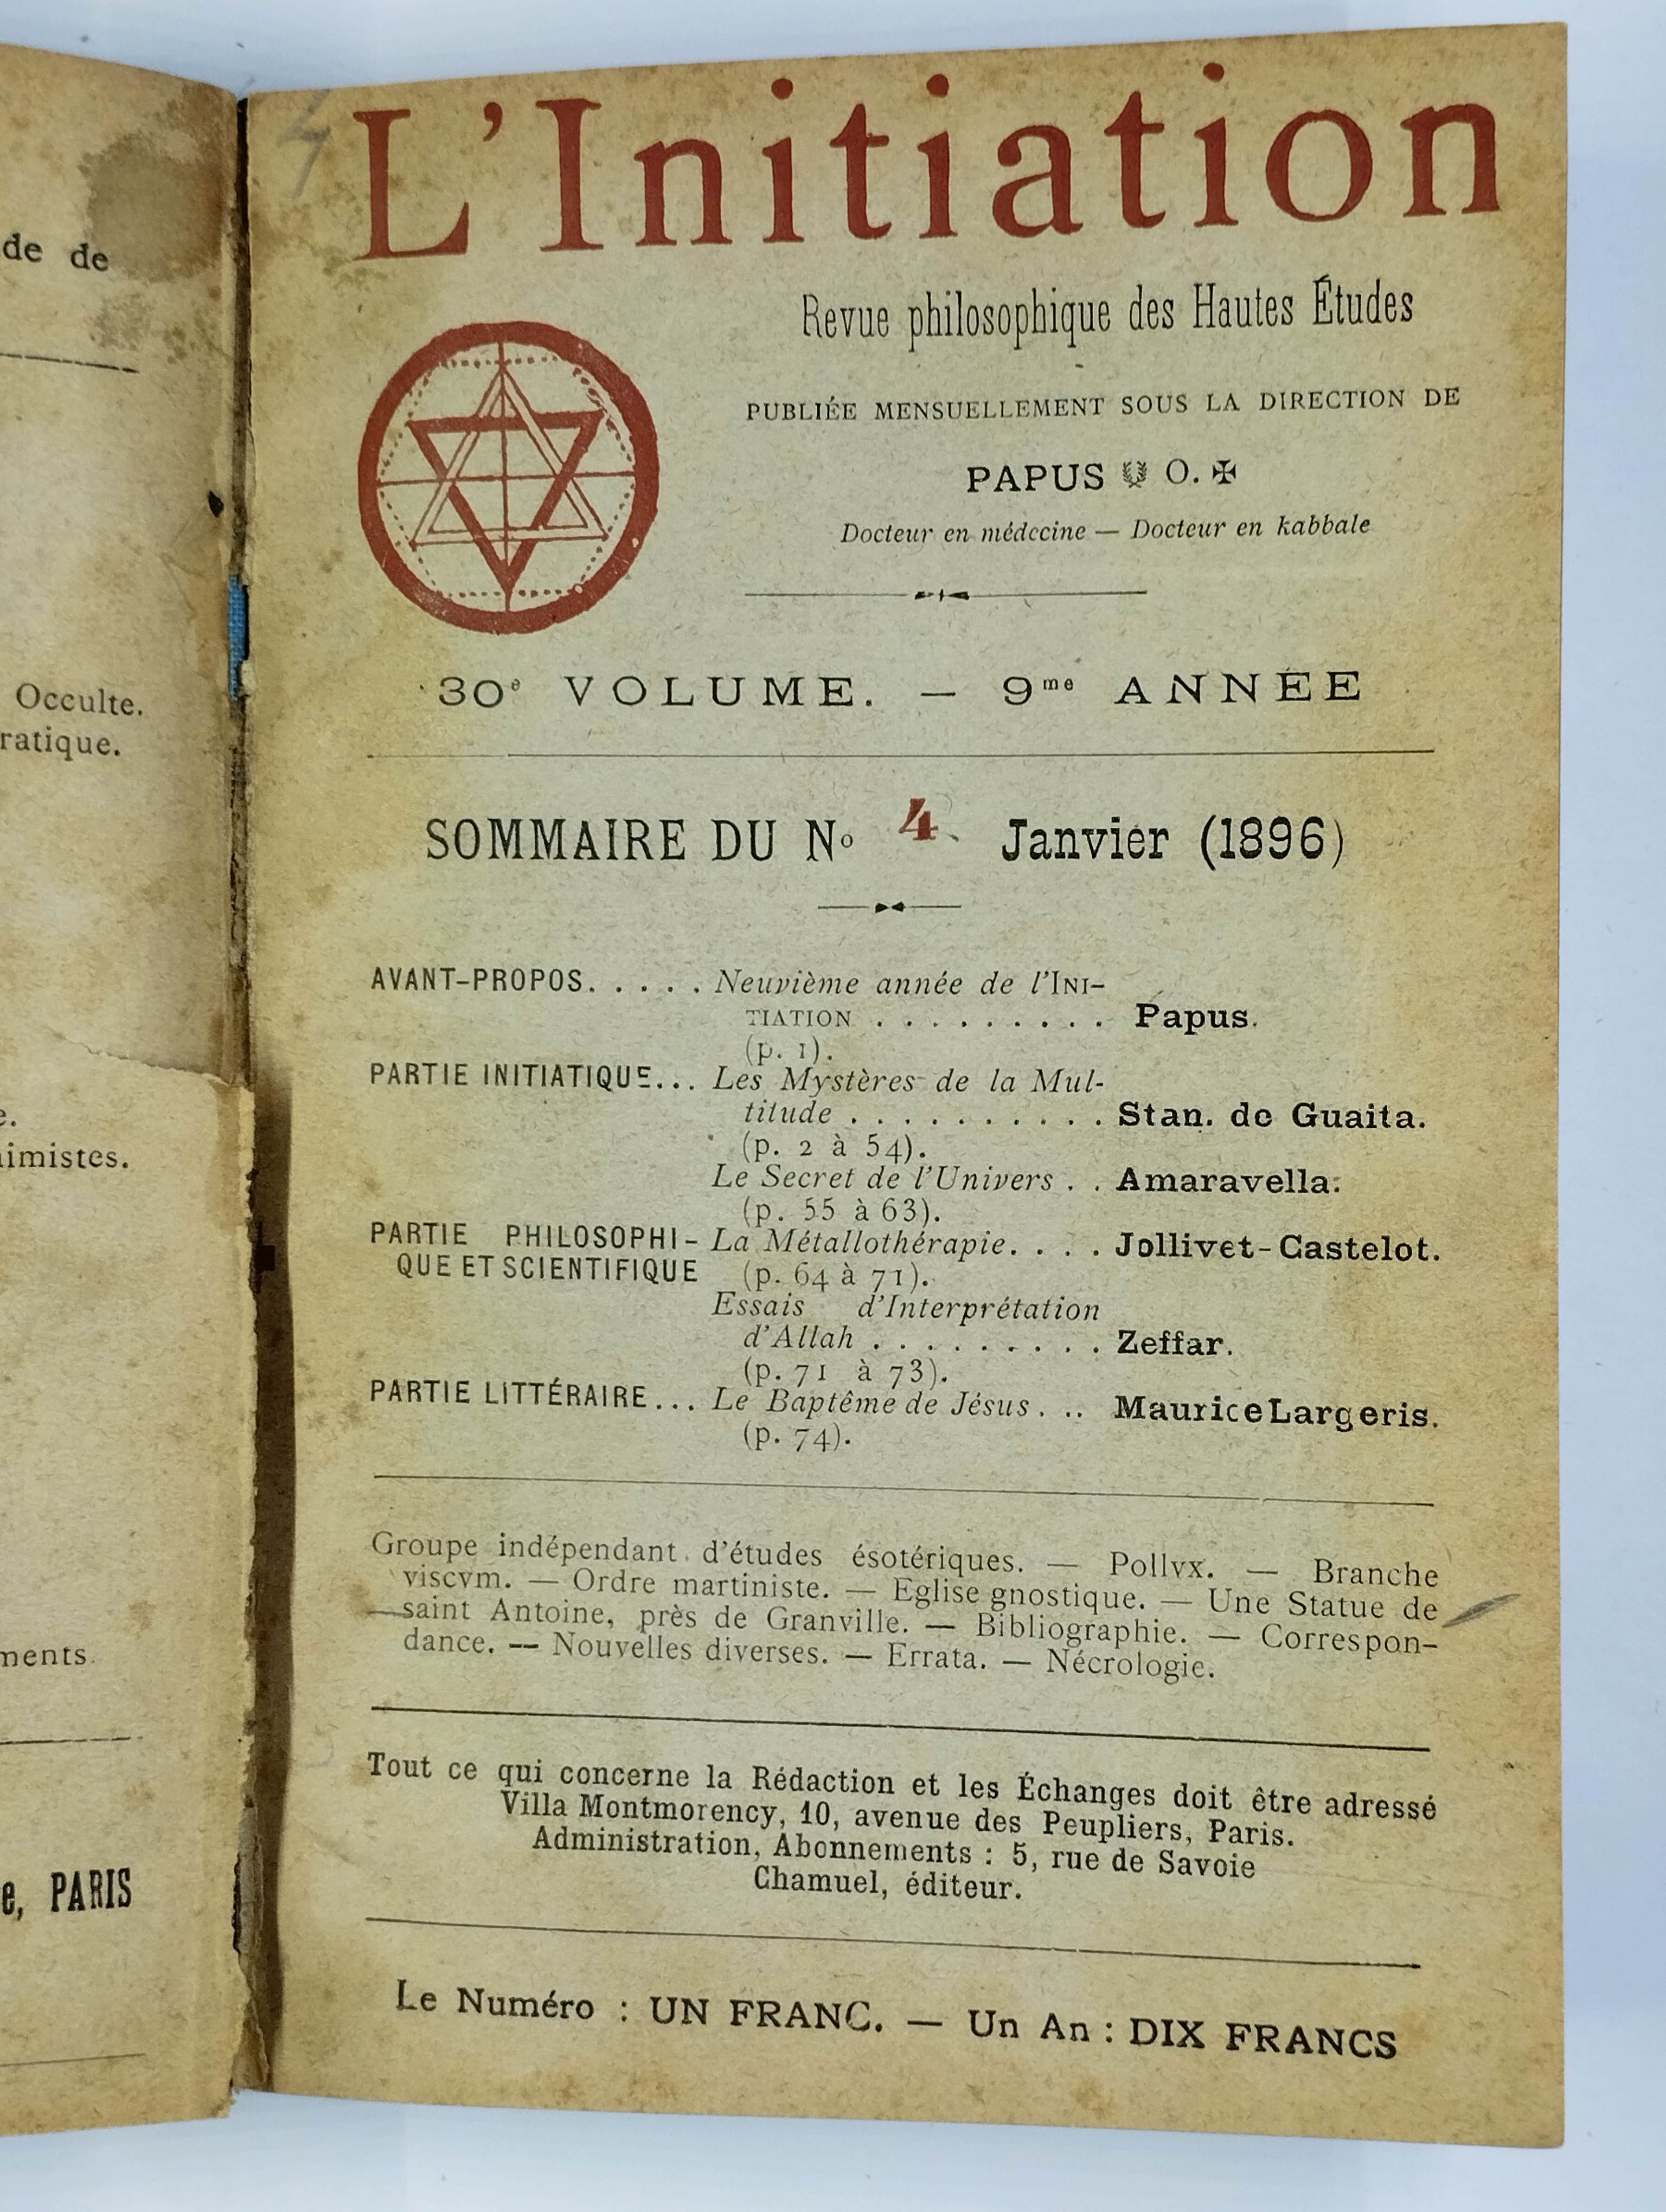 de de
Occulte.
ratique.
e.
imistes.
ments.
e, PARIS
4
L'Initiation
Revue philosophique des Hautes Études
PUBLIÉE MENSUELLEMENT SOUS LA DIRECTION DE
PAPUS O. ✠
Docteur en médecine — Docteur en kabbale
30e VOLUME. — 9me ANNÉE
SOMMAIRE DU No 4. Janvier (1896)
AVANT-PROPOS. . . . . Neuvième année de l'INI-
TIATION . . . . . . . . . Papus.
(p. 1).
PARTIE INITIATIQUE... Les Mystères de la Mul-
titude . . . . . . . . . . Stan. de Guaita.
(p. 2 à 54).
Le Secret de l'Univers . . Amaravella.
(p. 55 à 63).
PARTIE PHILOSOPHI- La Métallothérapie. . . . Jollivet-Castelot.
QUE ET SCIENTIFIQUE (p. 64 à 71).
Essais d'Interprétation
d'Allah . . . . . . . . . Zeffar.
(p. 71 à 73).
PARTIE LITTÉRAIRE... Le Baptême de Jésus. .. Maurice Largeris.
(p. 74).
Groupe indépendant d'études ésotériques. — Pollvx. — Branche
viscvm. — Ordre martiniste. — Eglise gnostique. — Une Statue de
saint Antoine, près de Granville. — Bibliographie. — Correspon-
dance. — Nouvelles diverses. — Errata. — Nécrologie.
Tout ce qui concerne la Rédaction et les Échanges doit être adressé
Villa Montmorency, 10, avenue des Peupliers, Paris.
Administration, Abonnements : 5, rue de Savoie
Chamuel, éditeur.
Le Numéro : UN FRANC. — Un An : DIX FRANCS